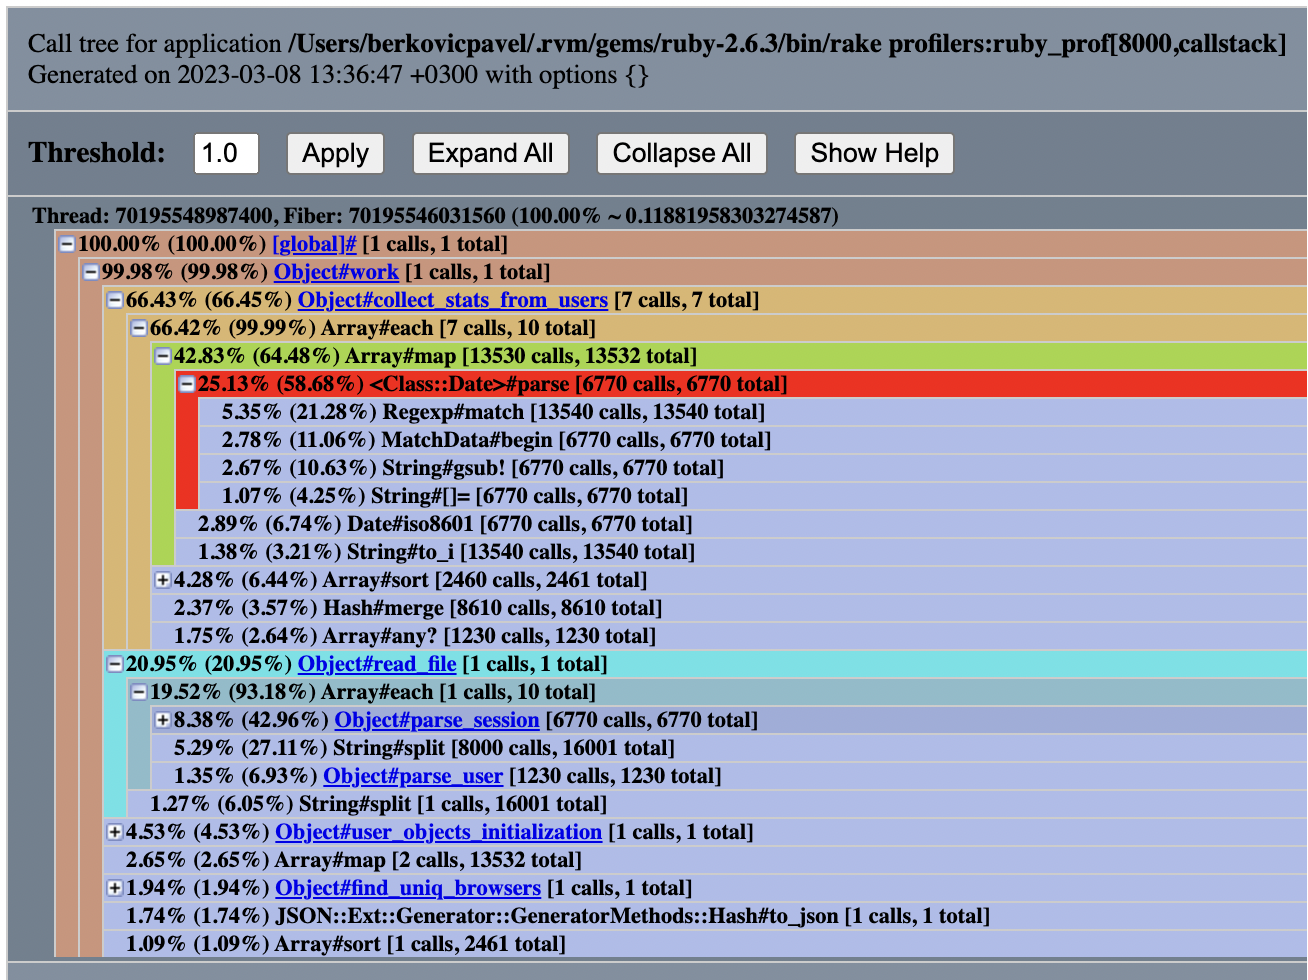 Call tree for application /Users/berkovicpavel/.rvm/gems/ruby-2.6.3/bin/rake profilers:ruby_prof[8000,callstack]
Generated on 2023-03-08 13:36:47 +0300 with options {}
Threshold: 1.0 Apply Expand All Collapse All Show Help
Thread: 70195548987400, Fiber: 70195546031560 (100.00% ~ 0.11881958303274587)
100.00% (100.00%) [global]# [1 calls, 1 total]
99.98% (99.98%) Object#work [1 calls, 1 total]
66.43% (66.45%) Object#collect_stats_from_users [7 calls, 7 total]
66.42% (99.99%) Array#each [7 calls, 10 total]
42.83% (64.48%) Array#map [13530 calls, 13532 total]
25.13% (58.68%) <Class::Date>#parse [6770 calls, 6770 total]
5.35% (21.28%) Regexp#match [13540 calls, 13540 total]
2.78% (11.06%) MatchData#begin [6770 calls, 6770 total]
2.67% (10.63%) String#gsub! [6770 calls, 6770 total]
1.07% (4.25%) String#[]= [6770 calls, 6770 total]
2.89% (6.74%) Date#iso8601 [6770 calls, 6770 total]
1.38% (3.21%) String#to_i [13540 calls, 13540 total]
4.28% (6.44%) Array#sort [2460 calls, 2461 total]
2.37% (3.57%) Hash#merge [8610 calls, 8610 total]
1.75% (2.64%) Array#any? [1230 calls, 1230 total]
20.95% (20.95%) Object#read_file [1 calls, 1 total]
19.52% (93.18%) Array#each [1 calls, 10 total]
8.38% (42.96%) Object#parse_session [6770 calls, 6770 total]
5.29% (27.11%) String#split [8000 calls, 16001 total]
1.35% (6.93%) Object#parse_user [1230 calls, 1230 total]
1.27% (6.05%) String#split [1 calls, 16001 total]
4.53% (4.53%) Object#user_objects_initialization [1 calls, 1 total]
2.65% (2.65%) Array#map [2 calls, 13532 total]
1.94% (1.94%) Object#find_uniq_browsers [1 calls, 1 total]
1.74% (1.74%) JSON::Ext::Generator::GeneratorMethods::Hash#to_json [1 calls, 1 total]
1.09% (1.09%) Array#sort [1 calls, 2461 total]